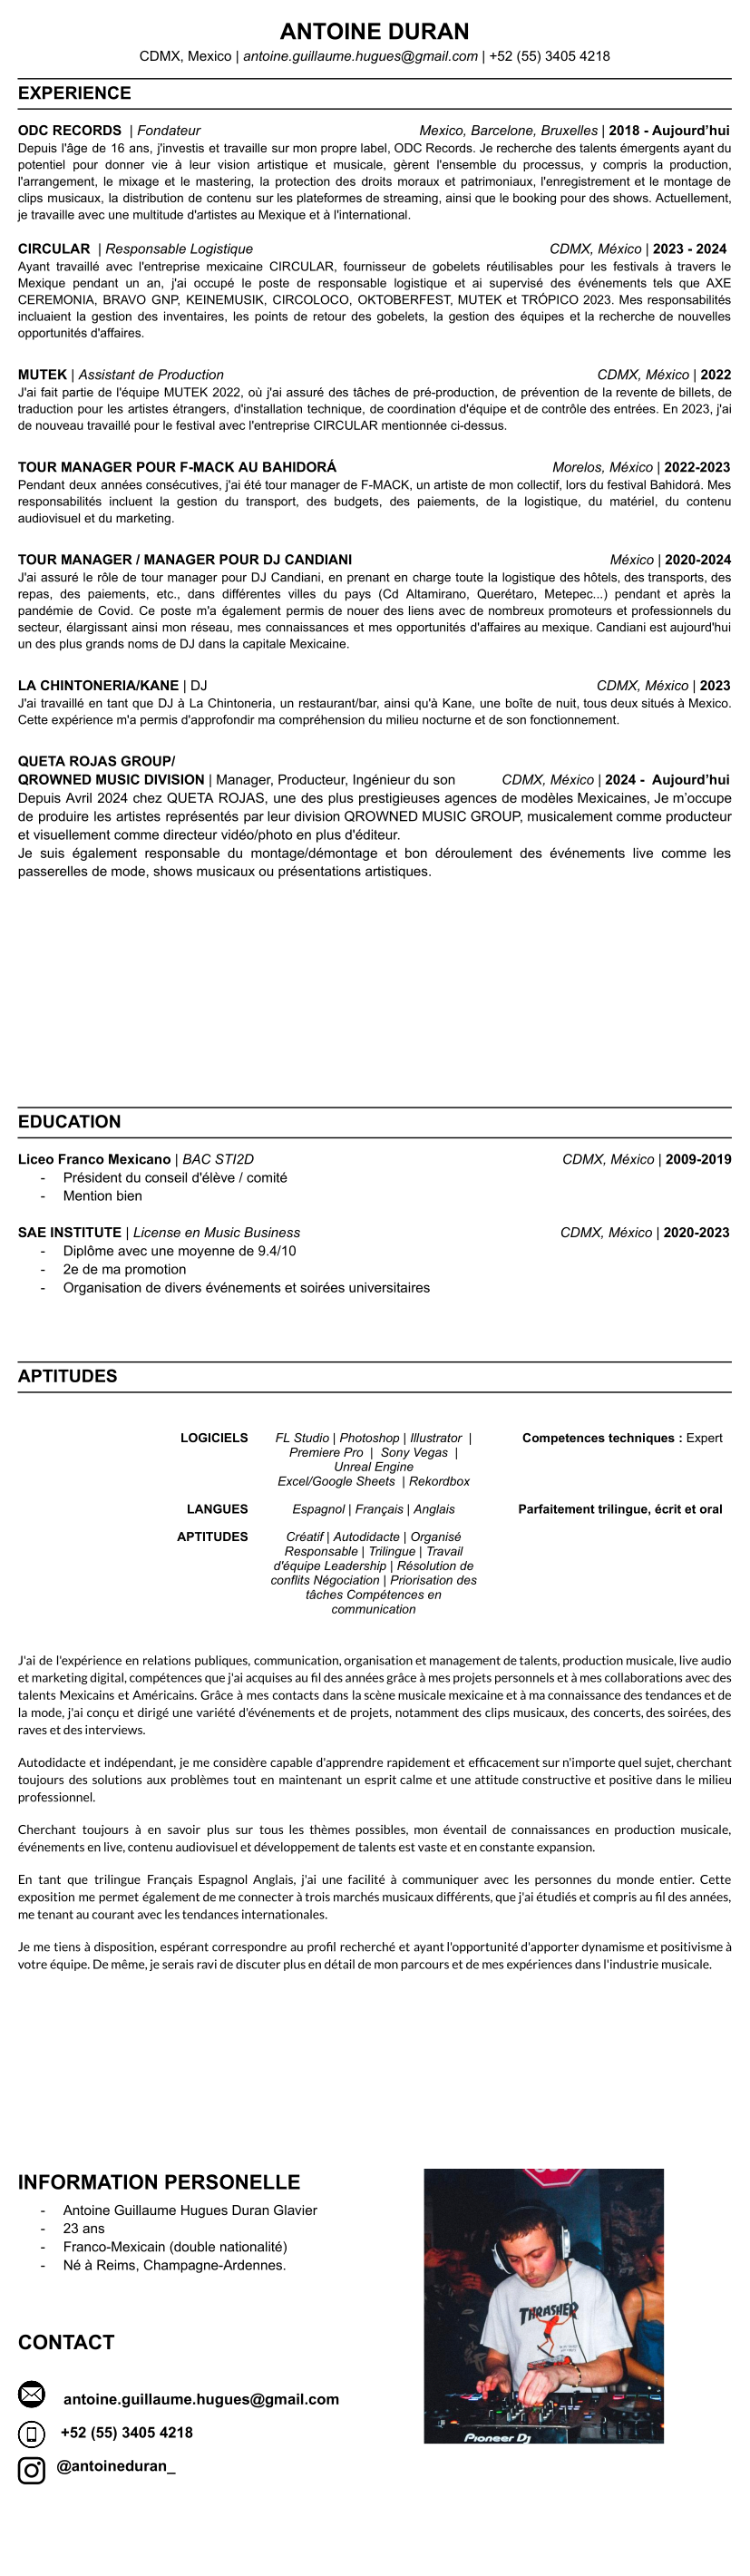 ANTOINE DURAN
CDMX, Mexico | antoine.guillaume.hugues@gmail.com | +52 (55) 3405 4218
EXPERIENCE
ODC RECORDS | Fondateur Mexico, Barcelone, Bruxelles | 2018 - Aujourd’hui
Depuis l'âge de 16 ans, j'investis et travaille sur mon propre label, ODC Records. Je recherche des talents émergents ayant du
potentiel pour donner vie à leur vision artistique et musicale, gèrent l'ensemble du processus, y compris la production,
l'arrangement, le mixage et le mastering, la protection des droits moraux et patrimoniaux, l'enregistrement et le montage de
clips musicaux, la distribution de contenu sur les plateformes de streaming, ainsi que le booking pour des shows. Actuellement,
je travaille avec une multitude d'artistes au Mexique et à l'international.
CIRCULAR | Responsable Logistique CDMX, México | 2023 - 2024
Ayant travaillé avec l'entreprise mexicaine CIRCULAR, fournisseur de gobelets réutilisables pour les festivals à travers le
Mexique pendant un an, j'ai occupé le poste de responsable logistique et ai supervisé des événements tels que AXE
CEREMONIA, BRAVO GNP, KEINEMUSIK, CIRCOLOCO, OKTOBERFEST, MUTEK et TRÓPICO 2023. Mes responsabilités
incluaient la gestion des inventaires, les points de retour des gobelets, la gestion des équipes et la recherche de nouvelles
opportunités d'affaires.
MUTEK | Assistant de Production CDMX, México | 2022
J'ai fait partie de l'équipe MUTEK 2022, où j'ai assuré des tâches de pré-production, de prévention de la revente de billets, de
traduction pour les artistes étrangers, d'installation technique, de coordination d'équipe et de contrôle des entrées. En 2023, j'ai
de nouveau travaillé pour le festival avec l'entreprise CIRCULAR mentionnée ci-dessus.
TOUR MANAGER POUR F-MACK AU BAHIDORÁ Morelos, México | 2022-2023
Pendant deux années consécutives, j'ai été tour manager de F-MACK, un artiste de mon collectif, lors du festival Bahidorá. Mes
responsabilités incluent la gestion du transport, des budgets, des paiements, de la logistique, du matériel, du contenu
audiovisuel et du marketing.
TOUR MANAGER / MANAGER POUR DJ CANDIANI México | 2020-2024
J'ai assuré le rôle de tour manager pour DJ Candiani, en prenant en charge toute la logistique des hôtels, des transports, des
repas, des paiements, etc., dans différentes villes du pays (Cd Altamirano, Querétaro, Metepec...) pendant et après la
pandémie de Covid. Ce poste m'a également permis de nouer des liens avec de nombreux promoteurs et professionnels du
secteur, élargissant ainsi mon réseau, mes connaissances et mes opportunités d'affaires au mexique. Candiani est aujourd'hui
un des plus grands noms de DJ dans la capitale Mexicaine.
LA CHINTONERIA/KANE | DJ CDMX, México | 2023
J'ai travaillé en tant que DJ à La Chintoneria, un restaurant/bar, ainsi qu'à Kane, une boîte de nuit, tous deux situés à Mexico.
Cette expérience m'a permis d'approfondir ma compréhension du milieu nocturne et de son fonctionnement.
QUETA ROJAS GROUP/
QROWNED MUSIC DIVISION | Manager, Producteur, Ingénieur du son CDMX, México | 2024 - Aujourd’hui
Depuis Avril 2024 chez QUETA ROJAS, une des plus prestigieuses agences de modèles Mexicaines, Je m’occupe
de produire les artistes représentés par leur division QROWNED MUSIC GROUP, musicalement comme producteur
et visuellement comme directeur vidéo/photo en plus d'éditeur.
Je suis également responsable du montage/démontage et bon déroulement des événements live comme les
passerelles de mode, shows musicaux ou présentations artistiques.
EDUCATION
Liceo Franco Mexicano | BAC STI2D CDMX, México | 2009-2019
- Président du conseil d'élève / comité
- Mention bien
SAE INSTITUTE | License en Music Business CDMX, México | 2020-2023
- Diplôme avec une moyenne de 9.4/10
- 2e de ma promotion
- Organisation de divers événements et soirées universitaires
APTITUDES
LOGICIELS FL Studio | Photoshop | Illustrator | Competences techniques : Expert
Premiere Pro | Sony Vegas |
Unreal Engine
Excel/Google Sheets | Rekordbox
LANGUES Espagnol | Français | Anglais Parfaitement trilingue, écrit et oral
APTITUDES Créatif | Autodidacte | Organisé
Responsable | Trilingue | Travail
d'équipe Leadership | Résolution de
conflits Négociation | Priorisation des
tâches Compétences en
communication
J'ai de l'expérience en relations publiques, communication, organisation et management de talents, production musicale, live audio
et marketing digital, compétences que j'ai acquises au fil des années grâce à mes projets personnels et à mes collaborations avec des
talents Mexicains et Américains. Grâce à mes contacts dans la scène musicale mexicaine et à ma connaissance des tendances et de
la mode, j'ai conçu et dirigé une variété d'événements et de projets, notamment des clips musicaux, des concerts, des soirées, des
raves et des interviews.
Autodidacte et indépendant, je me considère capable d'apprendre rapidement et efficacement sur n'importe quel sujet, cherchant
toujours des solutions aux problèmes tout en maintenant un esprit calme et une attitude constructive et positive dans le milieu
professionnel.
Cherchant toujours à en savoir plus sur tous les thèmes possibles, mon éventail de connaissances en production musicale,
événements en live, contenu audiovisuel et développement de talents est vaste et en constante expansion.
En tant que trilingue Français Espagnol Anglais, j'ai une facilité à communiquer avec les personnes du monde entier. Cette
exposition me permet également de me connecter à trois marchés musicaux différents, que j'ai étudiés et compris au fil des années,
me tenant au courant avec les tendances internationales.
Je me tiens à disposition, espérant correspondre au profil recherché et ayant l'opportunité d'apporter dynamisme et positivisme à
votre équipe. De même, je serais ravi de discuter plus en détail de mon parcours et de mes expériences dans l'industrie musicale.
INFORMATION PERSONELLE
- Antoine Guillaume Hugues Duran Glavier
- 23 ans
- Franco-Mexicain (double nationalité)
- Né à Reims, Champagne-Ardennes.
THRASHER
Pioneer Dj
CONTACT
antoine.guillaume.hugues@gmail.com
+52 (55) 3405 4218
@antoineduran_